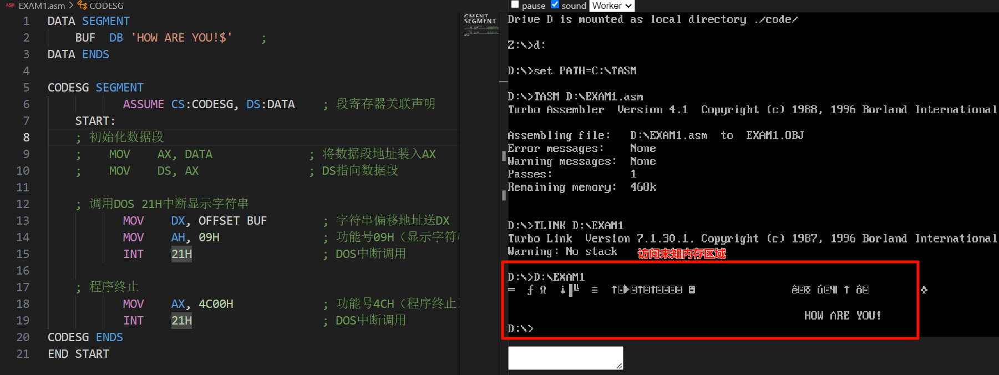 EXAM1.asm > CODESG
1 DATA SEGMENT
2 BUF DB 'HOW ARE YOU!$' ;
3 DATA ENDS
4
5 CODESG SEGMENT
6 ASSUME CS:CODESG, DS:DATA ; 段寄存器关联声明
7 START:
8 ; 初始化数据段
9 ; MOV AX, DATA ; 将数据段地址装入AX
10 ; MOV DS, AX ; DS指向数据段
11
12 ; 调用DOS 21H中断显示字符串
13 MOV DX, OFFSET BUF ; 字符串偏移地址送DX
14 MOV AH, 09H ; 功能号09H（显示字符
15 INT 21H ; DOS中断调用
16
17 ; 程序终止
18 MOV AX, 4C00H ; 功能号4CH（程序终止
19 INT 21H ; DOS中断调用
20 CODESG ENDS
21 END START
GMENT
SEGMENT
pause sound Worker
Drive D is mounted as local directory ./code/
Z:\>d:
D:\>set PATH=C:\TASM
D:\>TASM D:\EXAM1.asm
Turbo Assembler Version 4.1 Copyright (c) 1988, 1996 Borland International
Assembling file: D:\EXAM1.asm to EXAM1.OBJ
Error messages: None
Warning messages: None
Passes: 1
Remaining memory: 468k
D:\>TLINK D:\EXAM1
Turbo Link Version 7.1.30.1. Copyright (c) 1987, 1996 Borland International
Warning: No stack
访问未知内存区域
D:\>D:\EXAM1
HOW ARE YOU!
D:\>